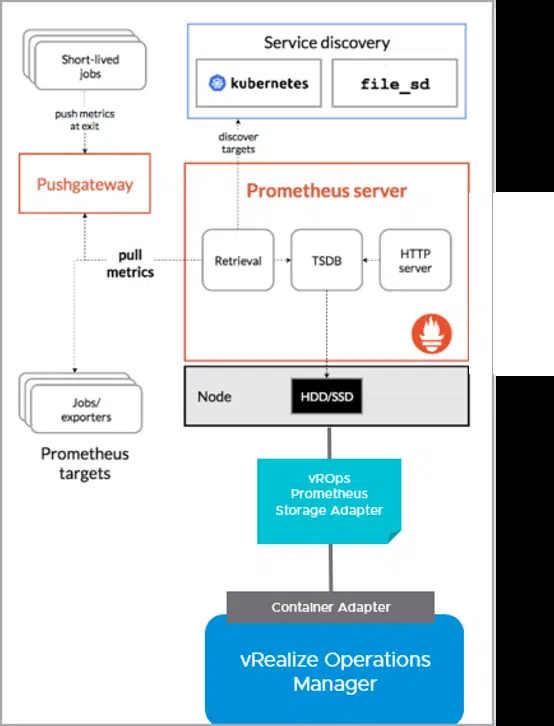 Short-lived
jobs
push metrics
at exit
Pushgateway
Service discovery
kubernetes
file_sd
discover
targets
Prometheus server
pull
metrics
Retrieval
TSDB
HTTP
server
Node
HDD/SSD
Jobs/
exporters
Prometheus
targets
vROps
Prometheus
Storage Adapter
Container Adapter
vRealize Operations
Manager